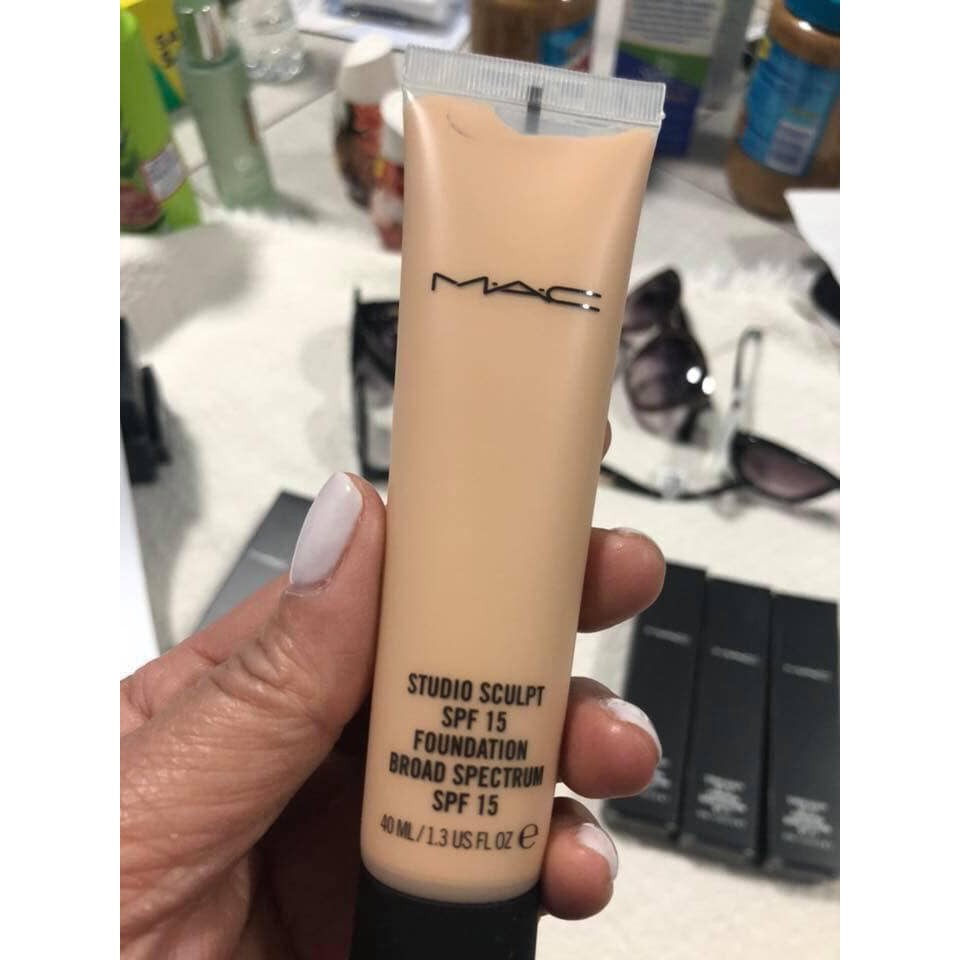 M·A·C
STUDIO SCULPT
SPF 15
FOUNDATION
BROAD SPECTRUM
SPF 15
40 ML / 1.3 US FL OZ e